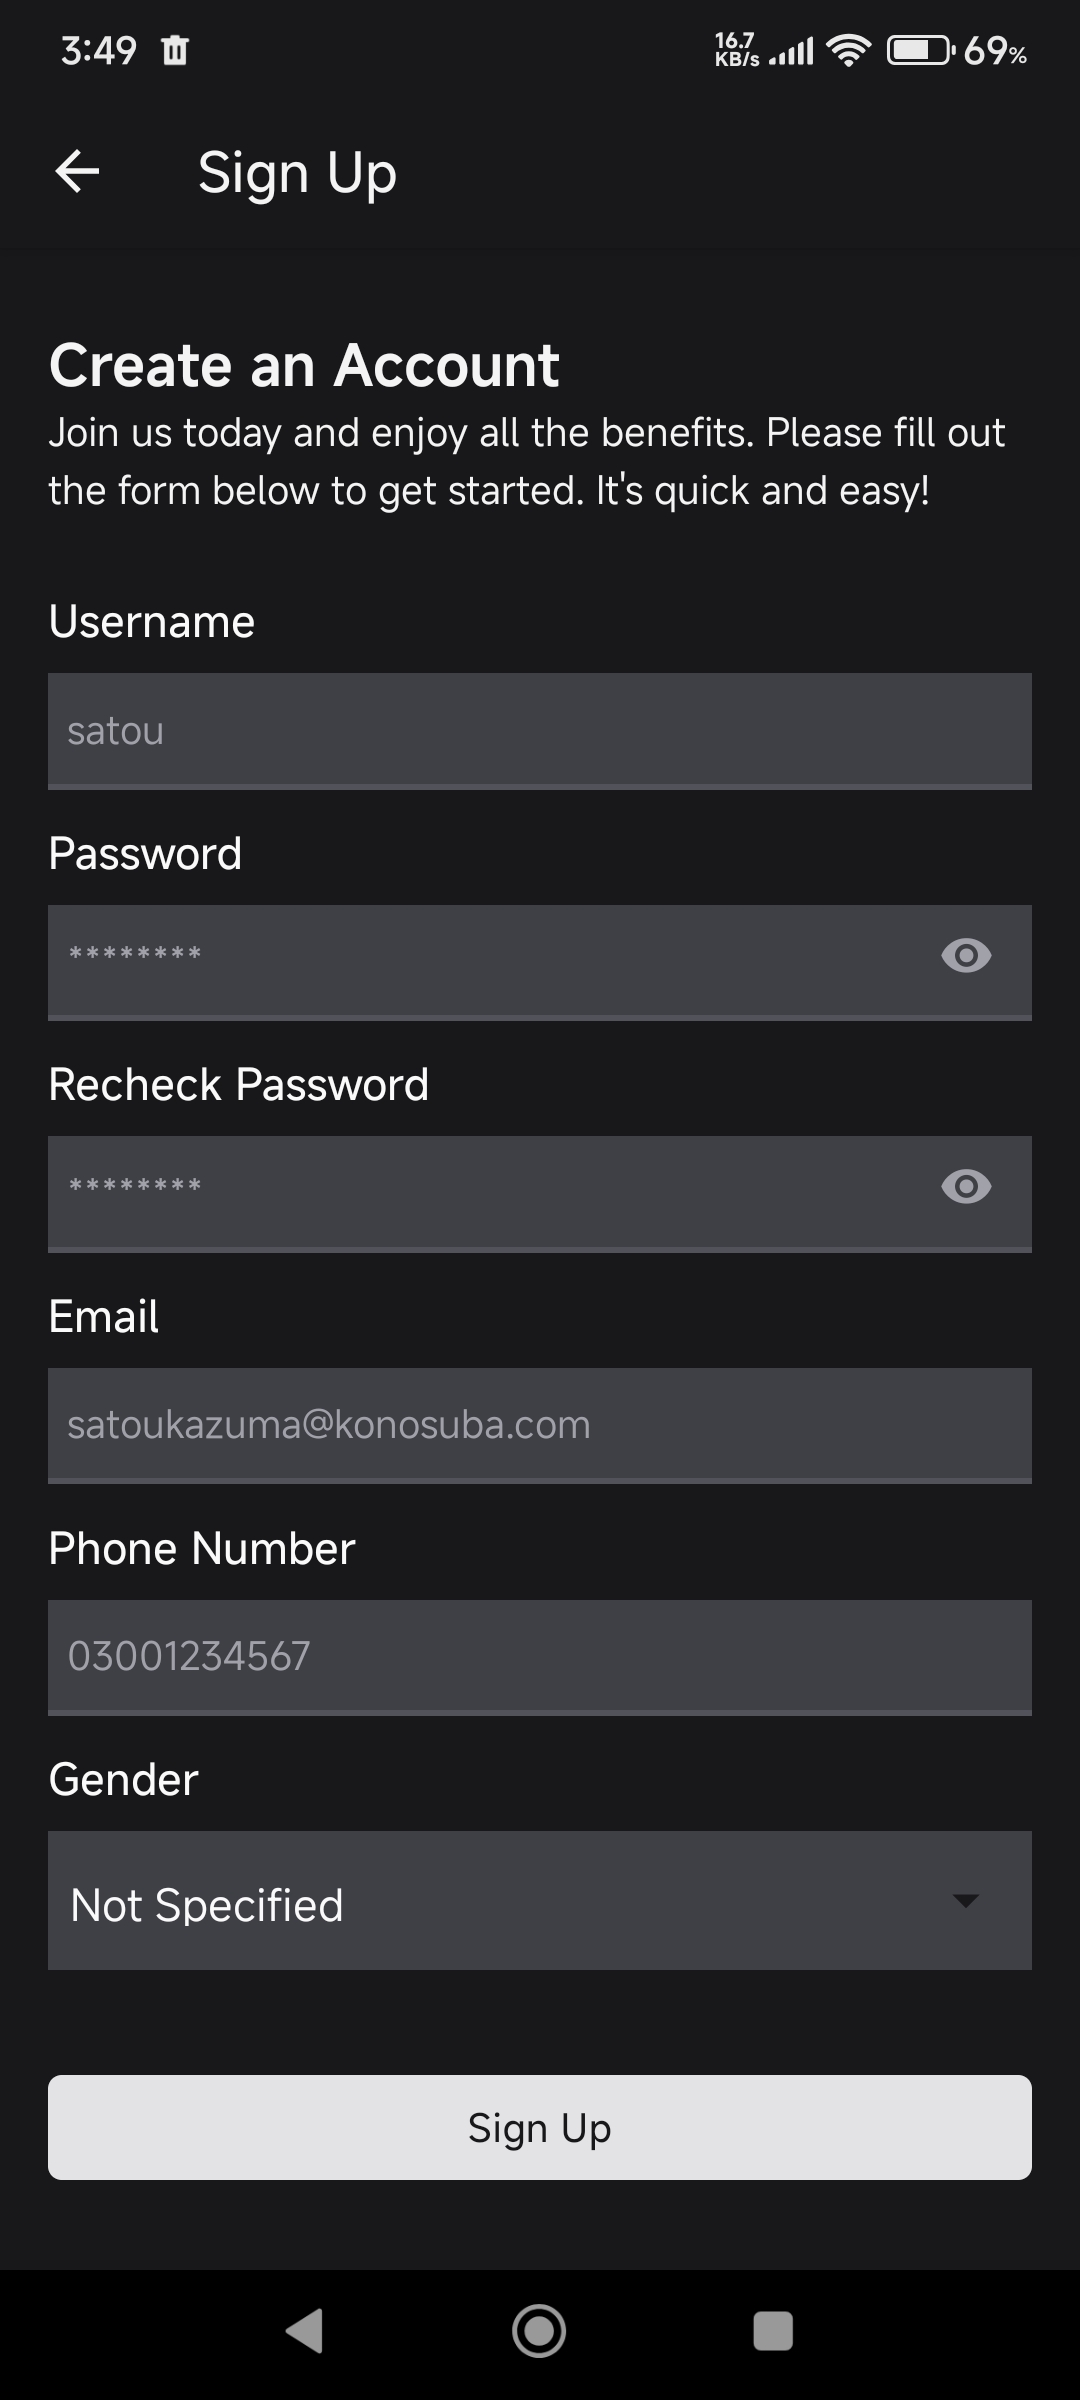 3:49
16.7
KB/s
69%
Sign Up
Create an Account
Join us today and enjoy all the benefits. Please fill out
the form below to get started. It's quick and easy!
Username
satou
Password
********
Recheck Password
********
Email
satoukazuma@konosuba.com
Phone Number
03001234567
Gender
Not Specified
Sign Up